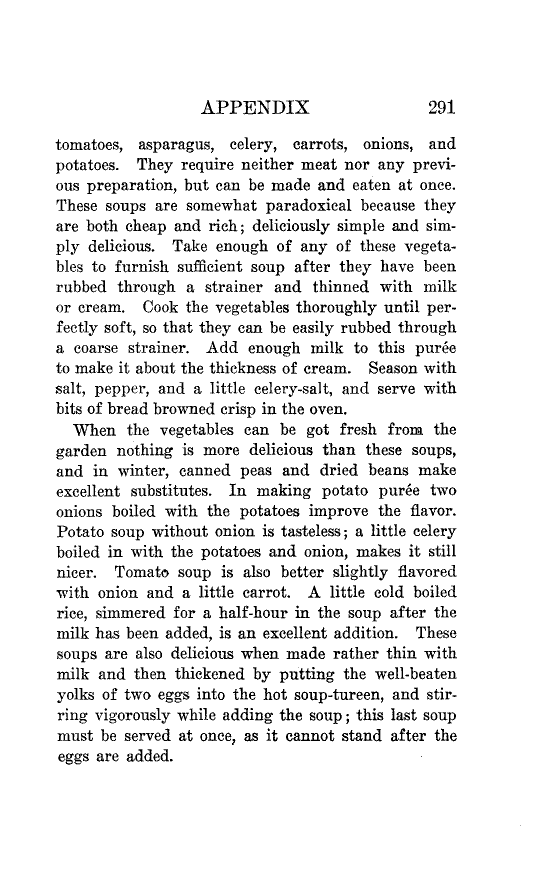 APPENDIX 291
tomatoes, asparagus, celery, carrots, onions, and
potatoes. They require neither meat nor any previ-
ous preparation, but can be made and eaten at once.
These soups are somewhat paradoxical because they
are both cheap and rich; deliciously simple and sim-
ply delicious. Take enough of any of these vegeta-
bles to furnish sufficient soup after they have been
rubbed through a strainer and thinned with milk
or cream. Cook the vegetables thoroughly until per-
fectly soft, so that they can be easily rubbed through
a coarse strainer. Add enough milk to this purée
to make it about the thickness of cream. Season with
salt, pepper, and a little celery-salt, and serve with
bits of bread browned crisp in the oven.
When the vegetables can be got fresh from the
garden nothing is more delicious than these soups,
and in winter, canned peas and dried beans make
excellent substitutes. In making potato purée two
onions boiled with the potatoes improve the flavor.
Potato soup without onion is tasteless; a little celery
boiled in with the potatoes and onion, makes it still
nicer. Tomato soup is also better slightly flavored
with onion and a little carrot. A little cold boiled
rice, simmered for a half-hour in the soup after the
milk has been added, is an excellent addition. These
soups are also delicious when made rather thin with
milk and then thickened by putting the well-beaten
yolks of two eggs into the hot soup-tureen, and stir-
ring vigorously while adding the soup; this last soup
must be served at once, as it cannot stand after the
eggs are added.